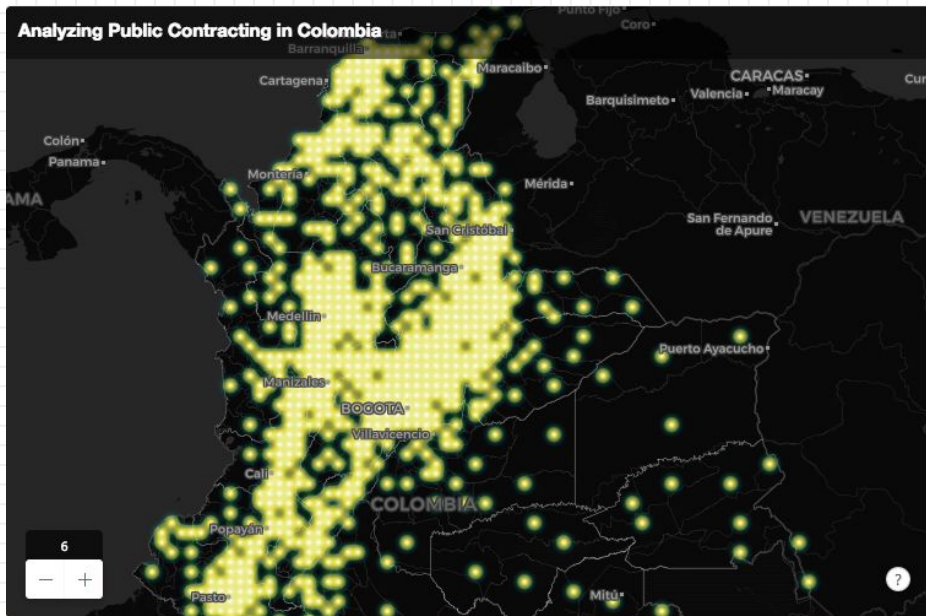 Punto Fijo
Coro
Analyzing Public Contracting in Colombia
Barranquilla
Cartagena
Maracaibo
CARACAS
Valencia
Maracay
Barquisimeto
Colón
Panama
Montería
Mérida
AMA
San Fernando
de Apure
VENEZUELA
San Cristóbal
Bucaramanga
Medellín
Puerto Ayacucho
Manizales
BOGOTA
Villavicencio
Cali
COLOMBIA
Popayán
6
−
+
?
Pasto
Mitú